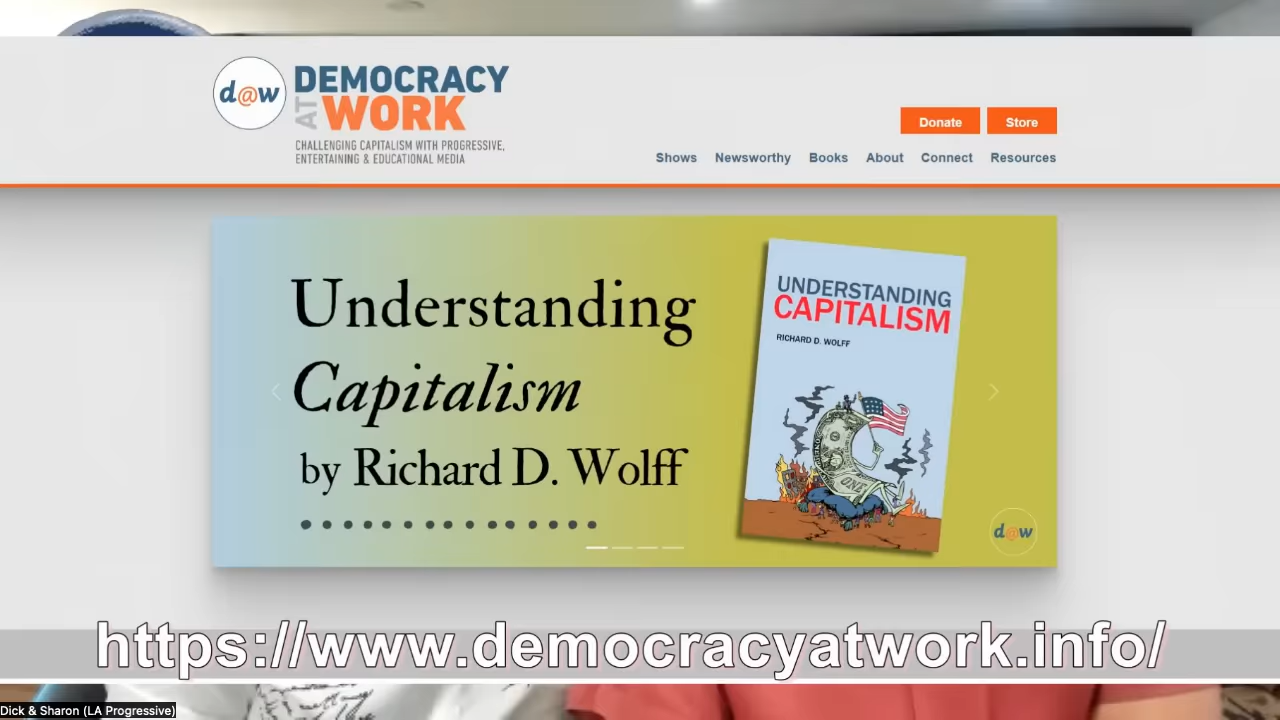 d@w
DEMOCRACY
AT WORK
CHALLENGING CAPITALISM WITH PROGRESSIVE,
ENTERTAINING & EDUCATIONAL MEDIA
Donate Store
Shows Newsworthy Books About Connect Resources
Understanding
Capitalism
by Richard D. Wolff
UNDERSTANDING
CAPITALISM
RICHARD D. WOLFF
ONE
d@w
https://www.democracyatwork.info/
Dick & Sharon (LA Progressive)